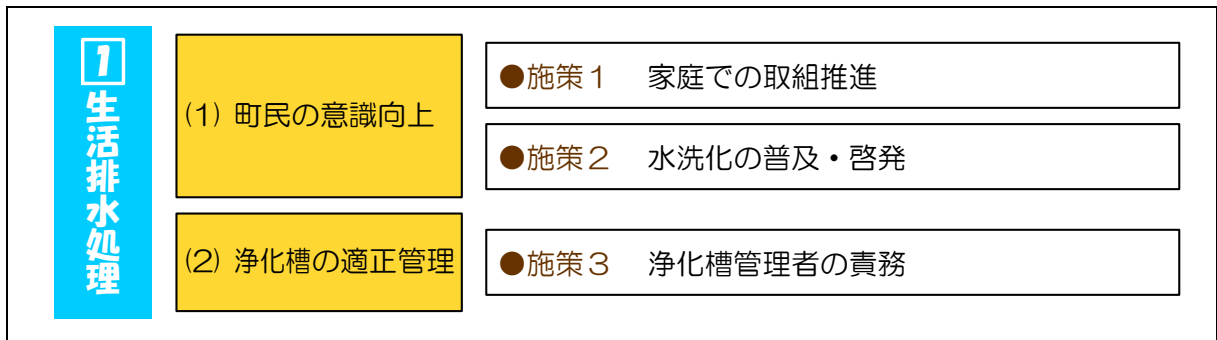 1生活排水処理
(1) 町民の意識向上
●施策1 家庭での取組推進
●施策2 水洗化の普及・啓発
(2) 浄化槽の適正管理
●施策3 浄化槽管理者の責務